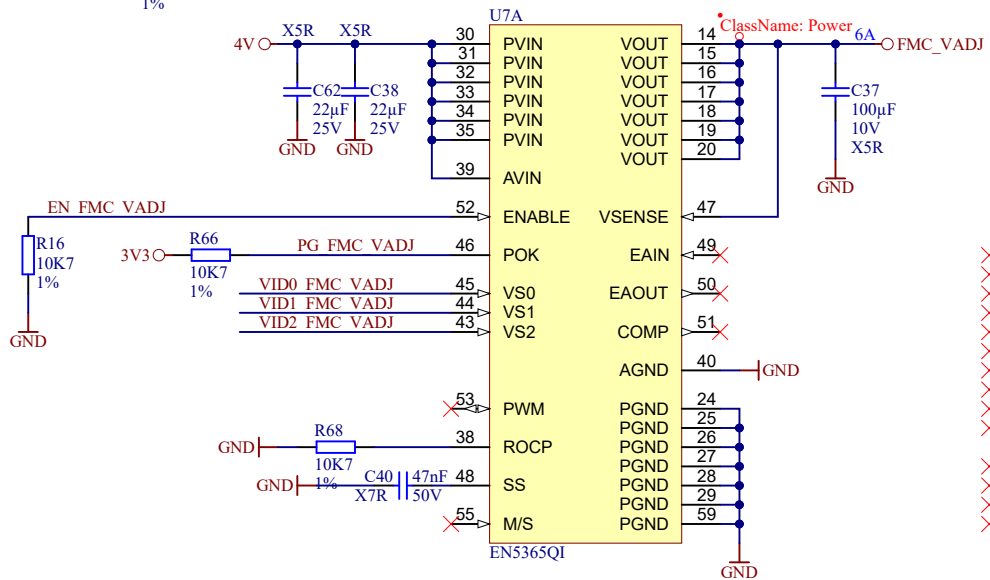 1%
U7A
ClassName: Power
4V X5R X5R 30 PVIN VOUT 14 6A FMC_VADJ
31 PVIN VOUT 15
32 PVIN VOUT 16
C62 C38 33 PVIN VOUT 17 C37
22µF 22µF 34 PVIN VOUT 18 100µF
25V 25V 35 PVIN VOUT 19 10V
GND GND VOUT 20 X5R
39 AVIN
GND
EN_FMC_VADJ 52 ENABLE VSENSE 47
R16
10K7
1%
GND
3V3 R66 PG_FMC_VADJ 46 POK EAIN 49
10K7
1%
VID0_FMC_VADJ 45 VS0 EAOUT 50
VID1_FMC_VADJ 44 VS1
VID2_FMC_VADJ 43 VS2 COMP 51
AGND 40 GND
53 PWM PGND 24
PGND 25
GND R68 38 ROCP PGND 26
10K7
1%
PGND 27
GND C40 47nF 48 SS PGND 28
X7R 50V
PGND 29
55 M/S PGND 59
EN5365QI
GND